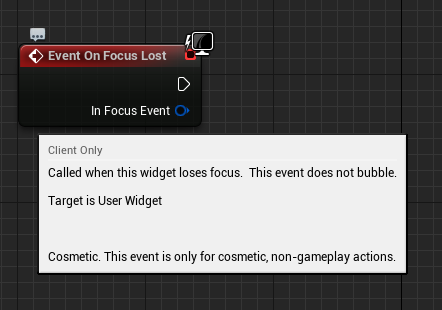 Event On Focus Lost
In Focus Event
Client Only
Called when this widget loses focus.  This event does not bubble.
Target is User Widget
Cosmetic. This event is only for cosmetic, non-gameplay actions.